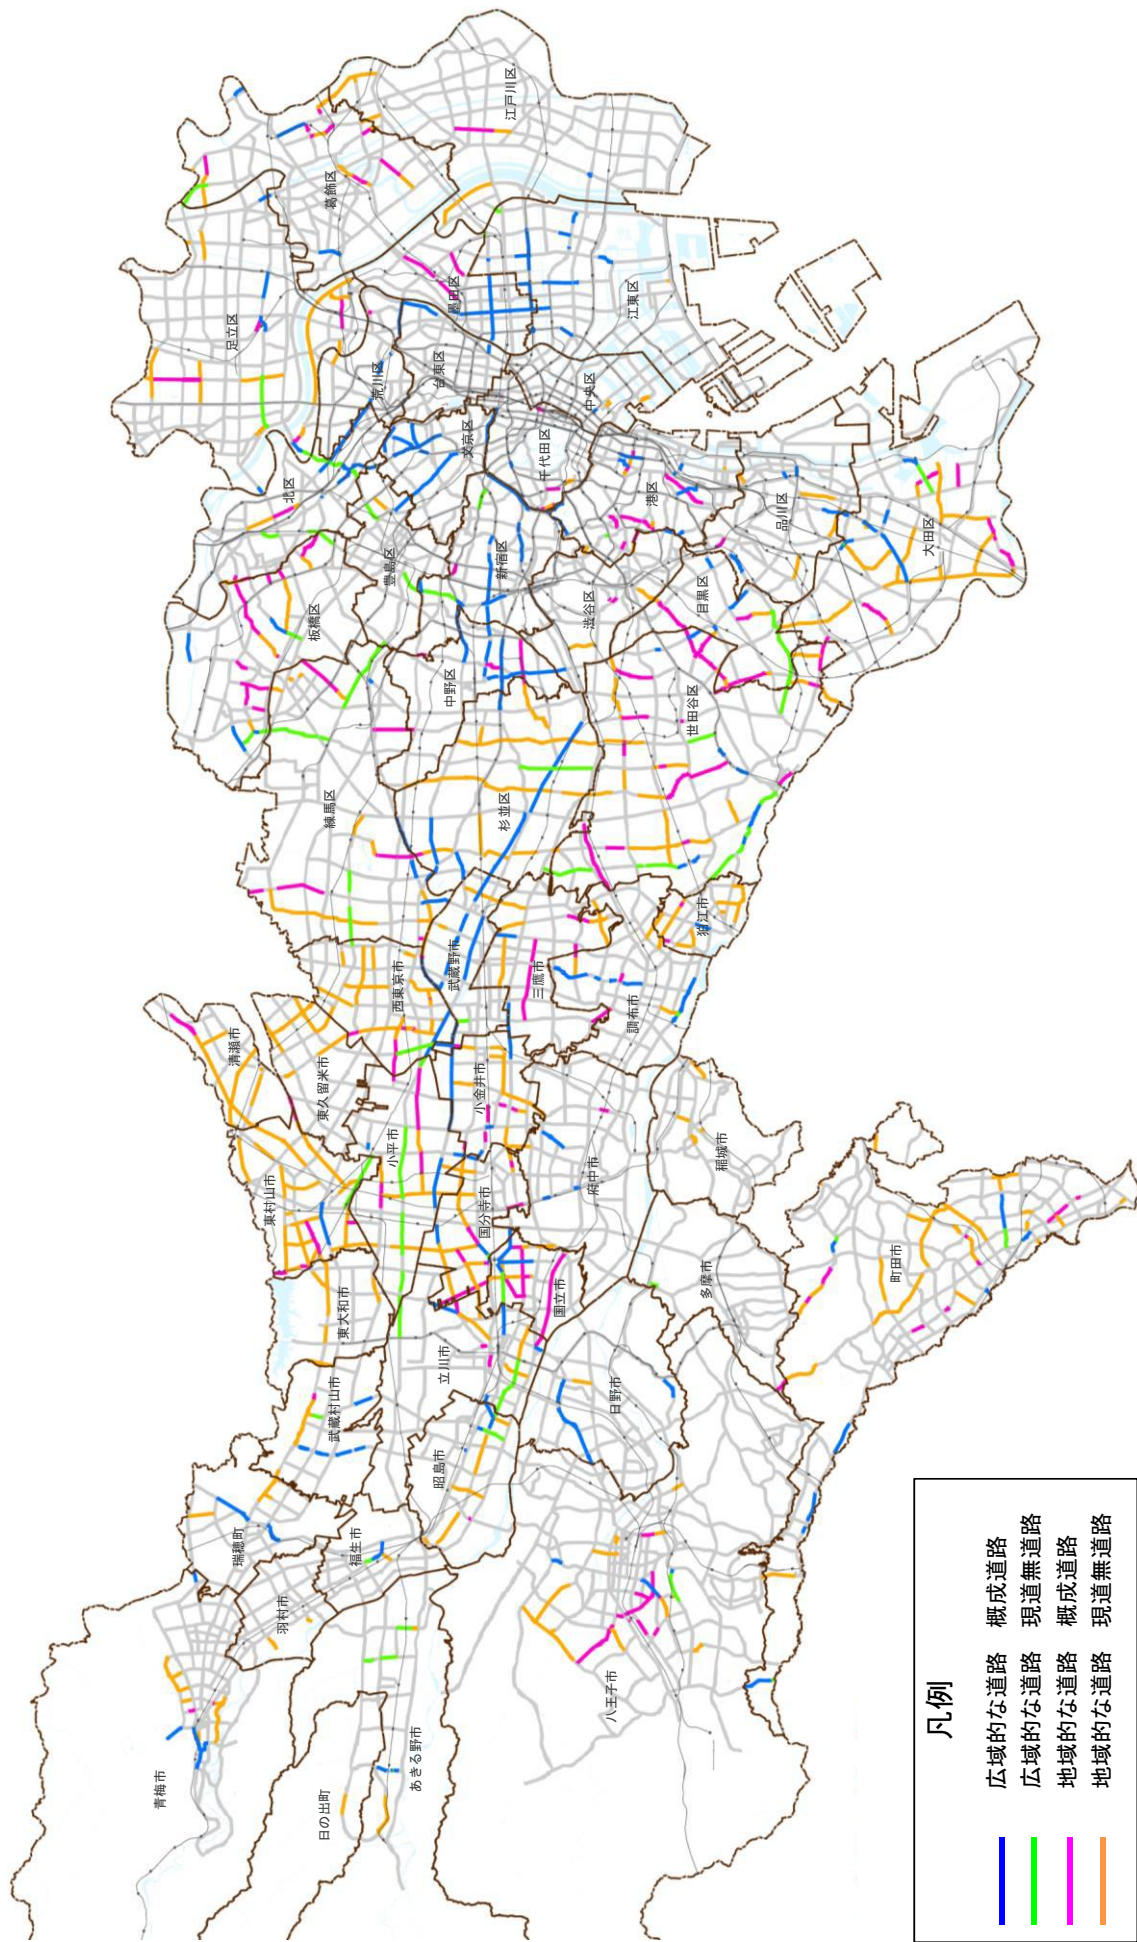 青梅市
瑞穂町
羽村市
福生市
日の出町
あきる野市
武蔵村山市
東大和市
東村山市
清瀬市
東久留米市
小平市
西東京市
立川市
昭島市
国分寺市
国立市
小金井市
武蔵野市
三鷹市
府中市
調布市
狛江市
稲城市
多摩市
日野市
八王子市
町田市
練馬区
板橋区
北区
足立区
葛飾区
江戸川区
荒川区
台東区
墨田区
江東区
中央区
千代田区
文京区
豊島区
新宿区
中野区
杉並区
渋谷区
港区
品川区
目黒区
世田谷区
大田区
凡例
広域的な道路 概成道路
広域的な道路 現道無道路
地域的な道路 概成道路
地域的な道路 現道無道路